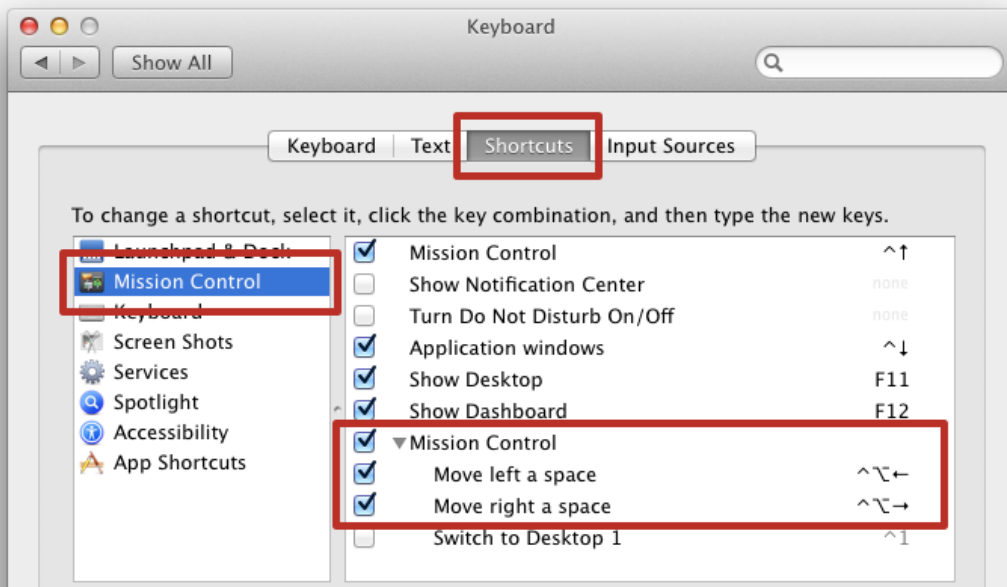 Keyboard
Show All
Keyboard Text Shortcuts Input Sources
To change a shortcut, select it, click the key combination, and then type the new keys.
Launchpad & Dock
Mission Control
Keyboard
Screen Shots
Services
Spotlight
Accessibility
App Shortcuts
Mission Control ^↑
Show Notification Center none
Turn Do Not Disturb On/Off none
Application windows ^↓
Show Desktop F11
Show Dashboard F12
Mission Control
Move left a space ^⌥←
Move right a space ^⌥→
Switch to Desktop 1 ^1